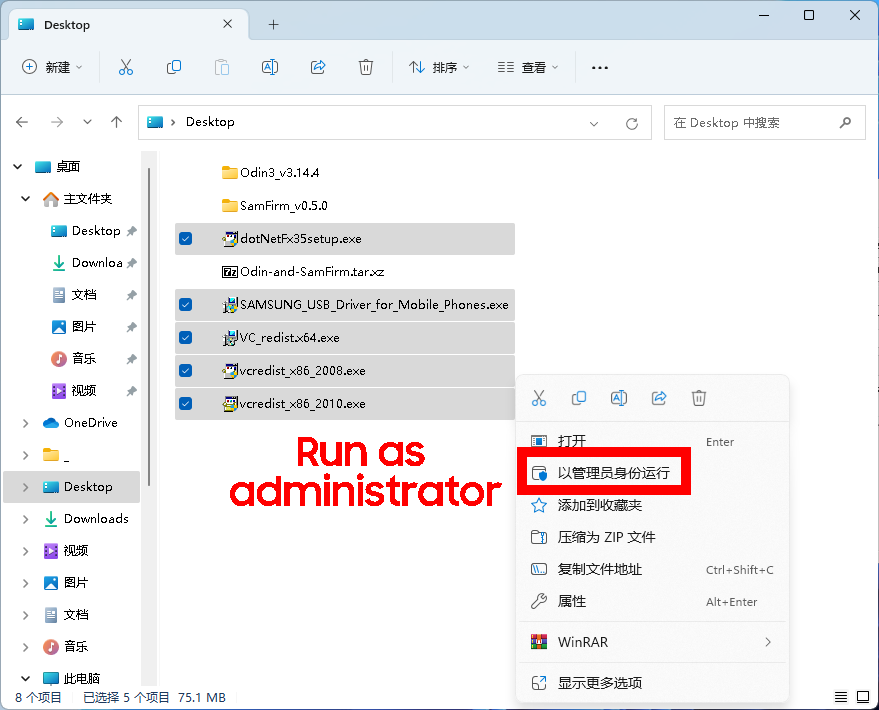 Desktop
新建
排序
查看
Desktop
在 Desktop 中搜索
桌面
主文件夹
Desktop
Downloa
文档
图片
音乐
视频
OneDrive
_
Desktop
Downloads
视频
图片
文档
音乐
此电脑
Odin3_v3.14.4
SamFirm_v0.5.0
dotNetFx35setup.exe
Odin-and-SamFirm.tar.xz
SAMSUNG_USB_Driver_for_Mobile_Phones.exe
VC_redist.x64.exe
vcredist_x86_2008.exe
vcredist_x86_2010.exe
Run as
administrator
打开 Enter
以管理员身份运行
添加到收藏夹
压缩为 ZIP 文件
复制文件地址 Ctrl+Shift+C
属性 Alt+Enter
WinRAR
显示更多选项
8 个项目 已选择 5 个项目 75.1 MB